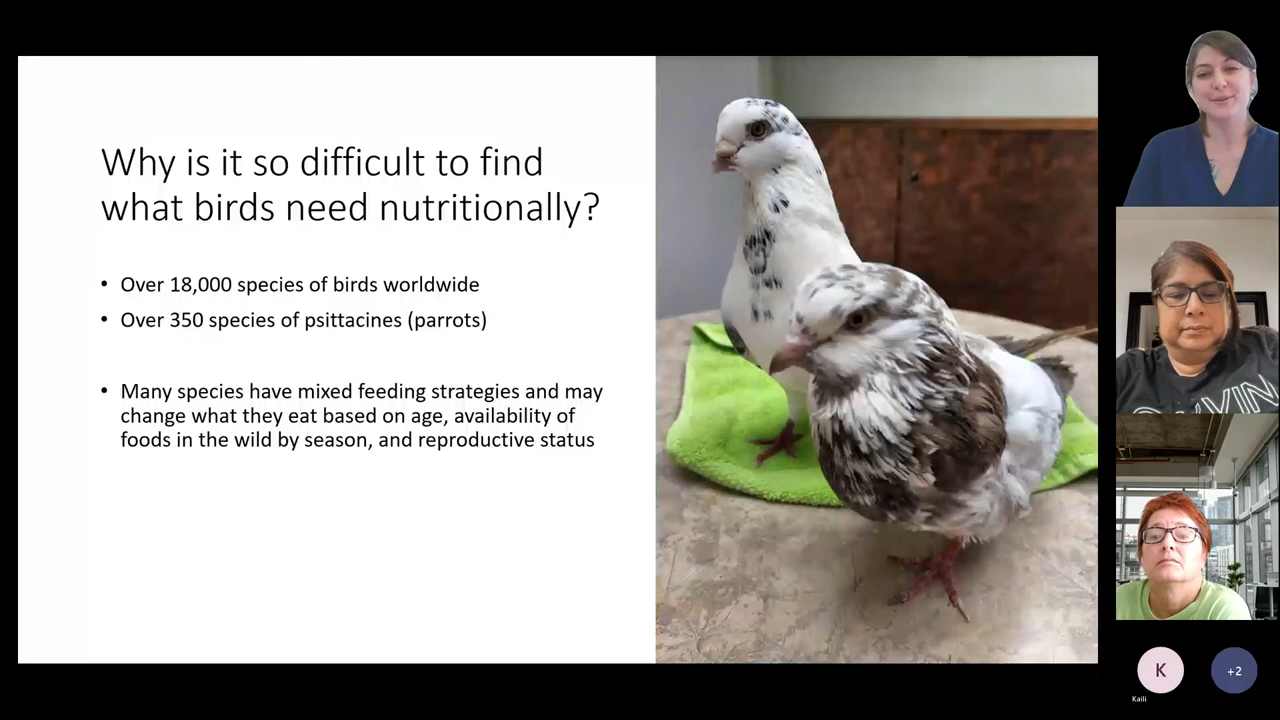 Why is it so difficult to find
what birds need nutritionally?
• Over 18,000 species of birds worldwide
• Over 350 species of psittacines (parrots)
• Many species have mixed feeding strategies and may
change what they eat based on age, availability of
foods in the wild by season, and reproductive status
K
Kaili
+2